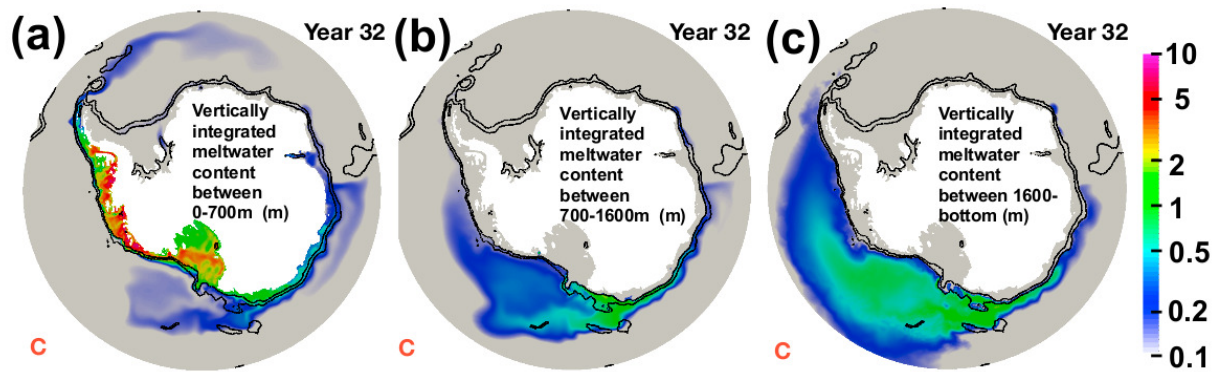 (a)
Year 32
Vertically
integrated
meltwater
content
between
0-700m (m)
C
(b)
Year 32
Vertically
integrated
meltwater
content
between
700-1600m (m)
C
(c)
Year 32
Vertically
integrated
meltwater
content
between 1600-
bottom (m)
C
10
5
2
1
0.5
0.2
0.1